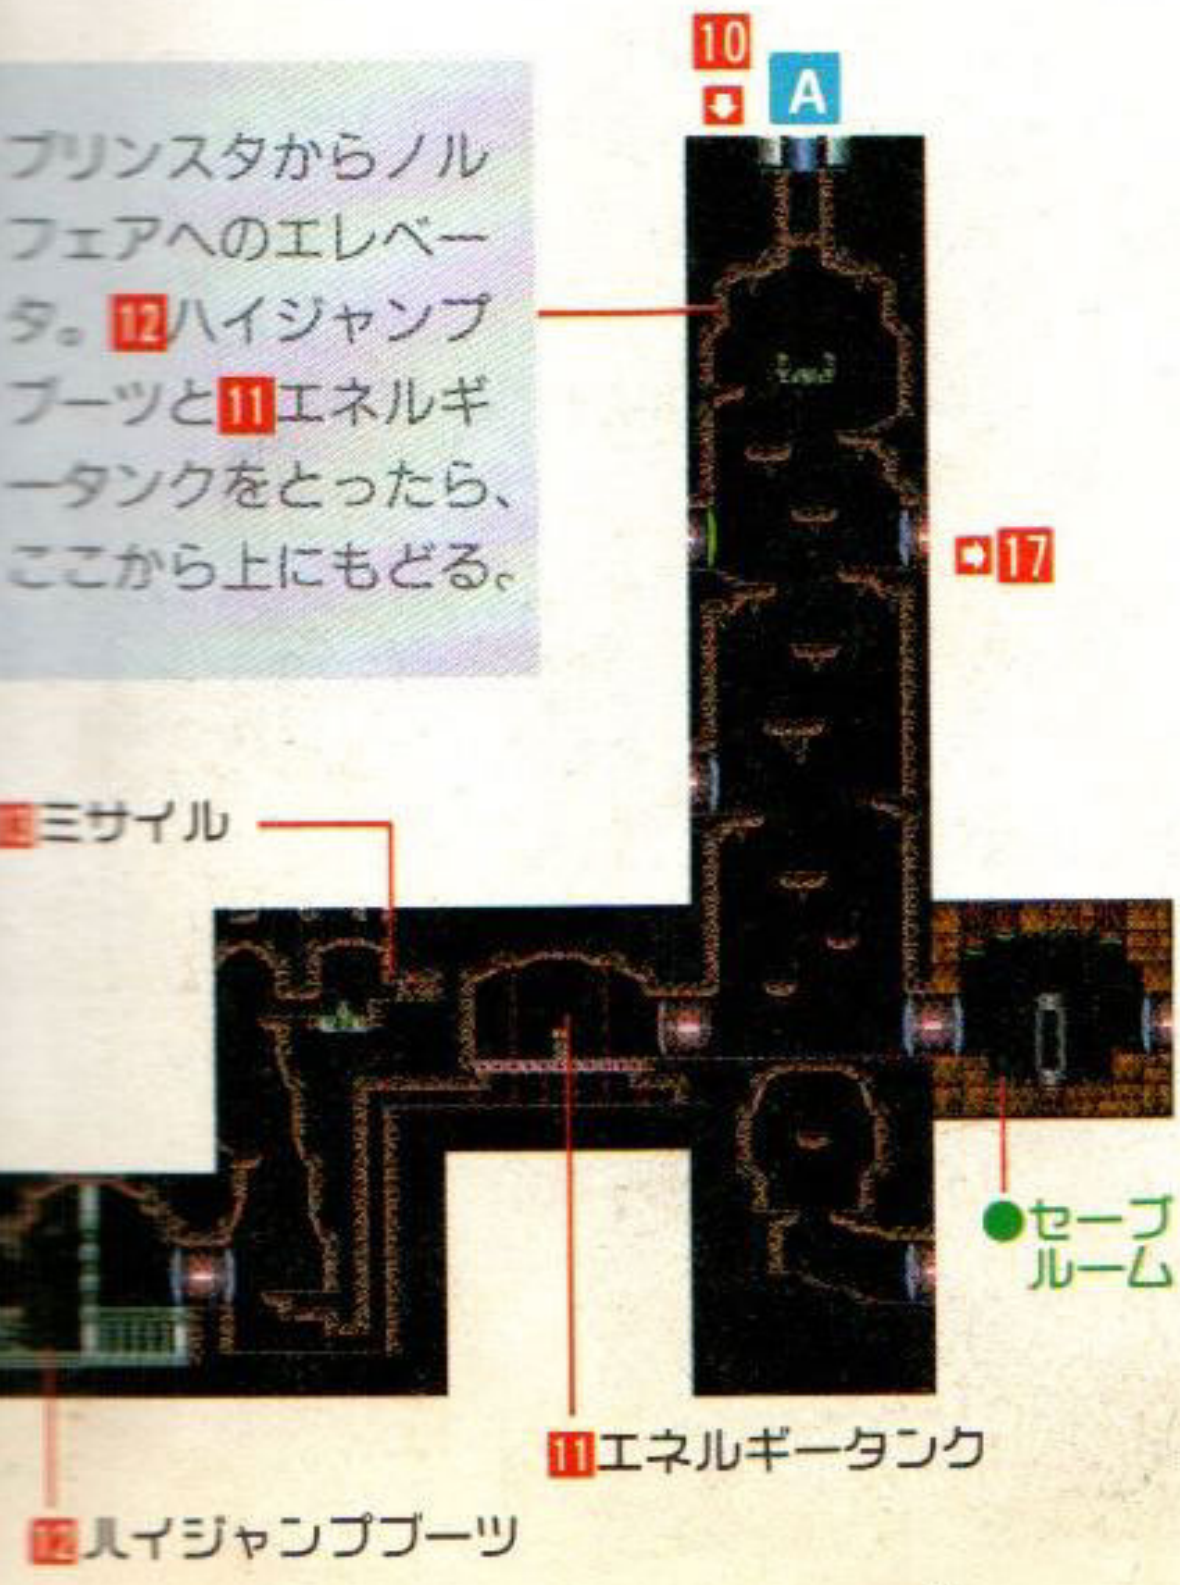 10
A
ブリンスタからノル
フェアへのエレベー
タ。12ハイジャンプ
ブーツと11エネルギ
ータンクをとったら、
ここから上にもどる。
17
ミサイル
●セーブ
ルーム
11エネルギータンク
12ハイジャンプブーツ